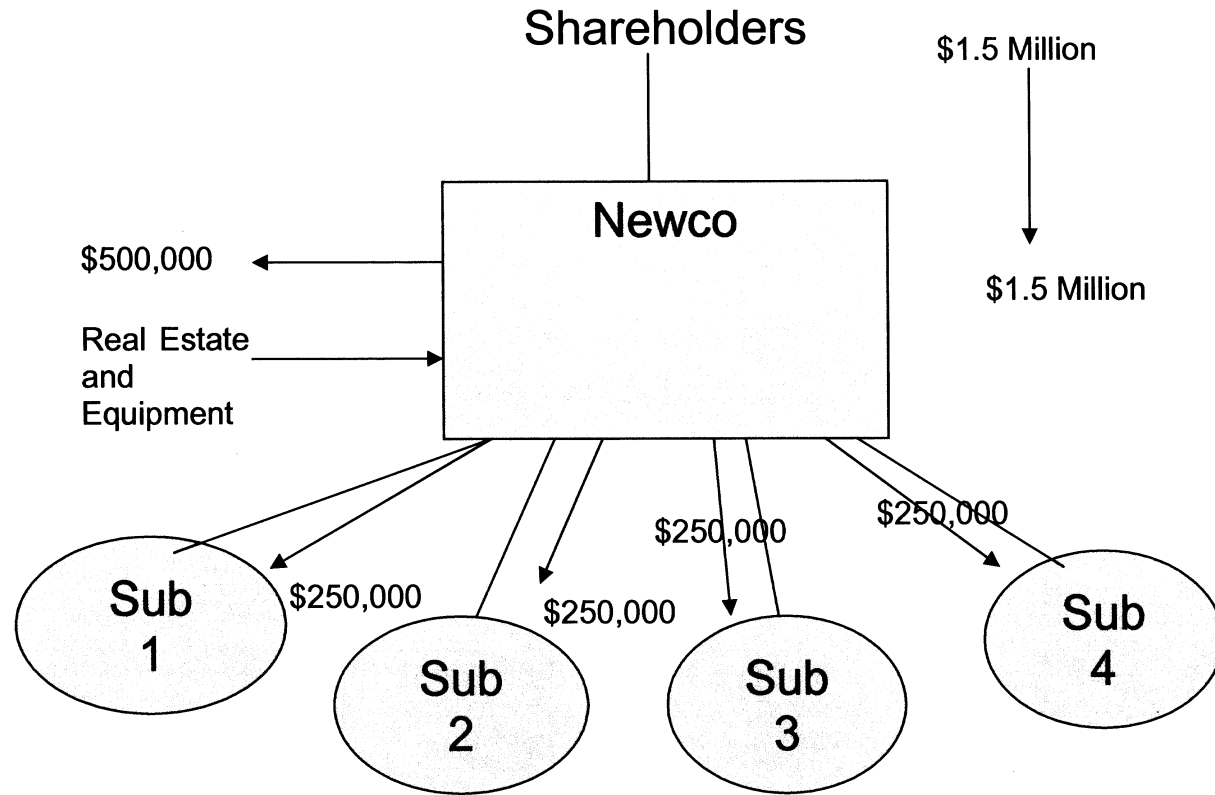 Shareholders
$1.5 Million
Newco
$500,000
$1.5 Million
Real Estate
and
Equipment
$250,000
$250,000
$250,000
$250,000
Sub
1
Sub
2
Sub
3
Sub
4